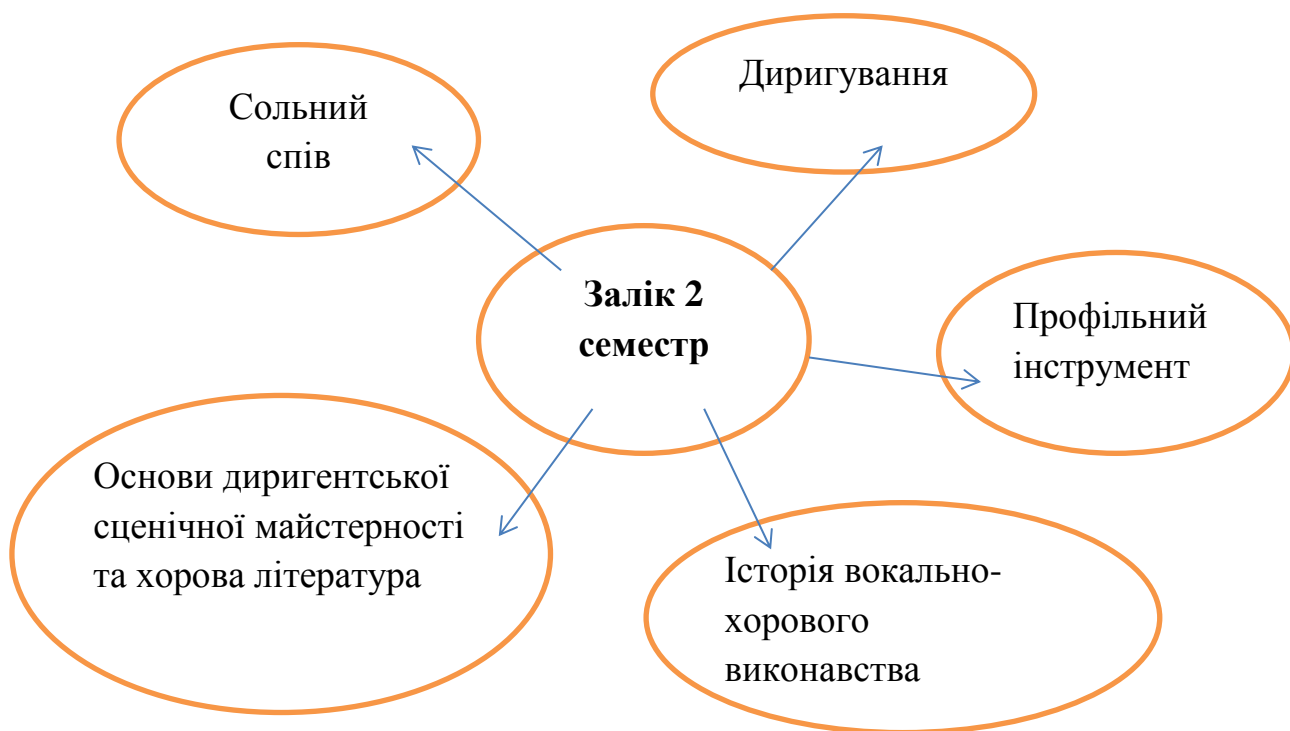 Сольний
спів
Диригування
Залік 2
семестр
Профільний
інструмент
Основи диригентської
сценічної майстерності
та хорова література
Історія вокально-
хорового
виконавства